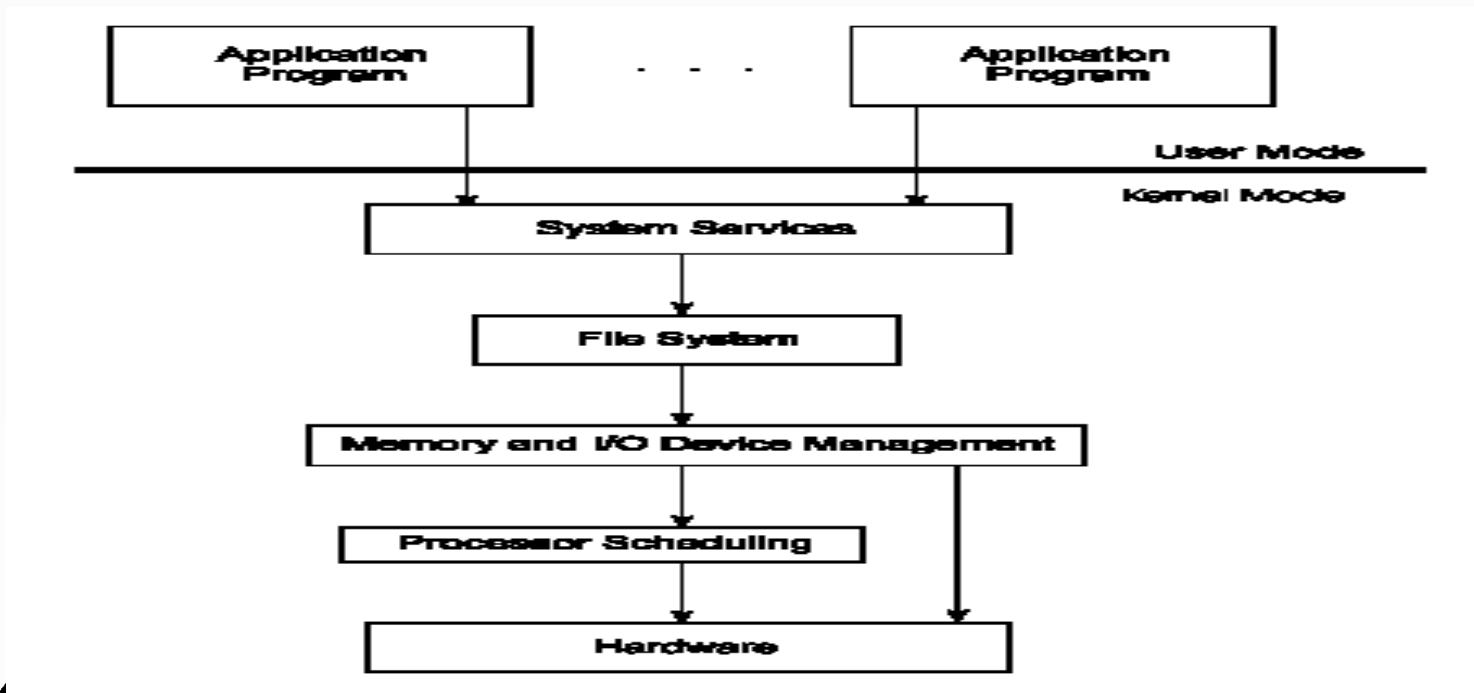 Application
Program
. . .
Application
Program
User Mode
Kernel Mode
System Services
File System
Memory and I/O Device Management
Processor Scheduling
Hardware